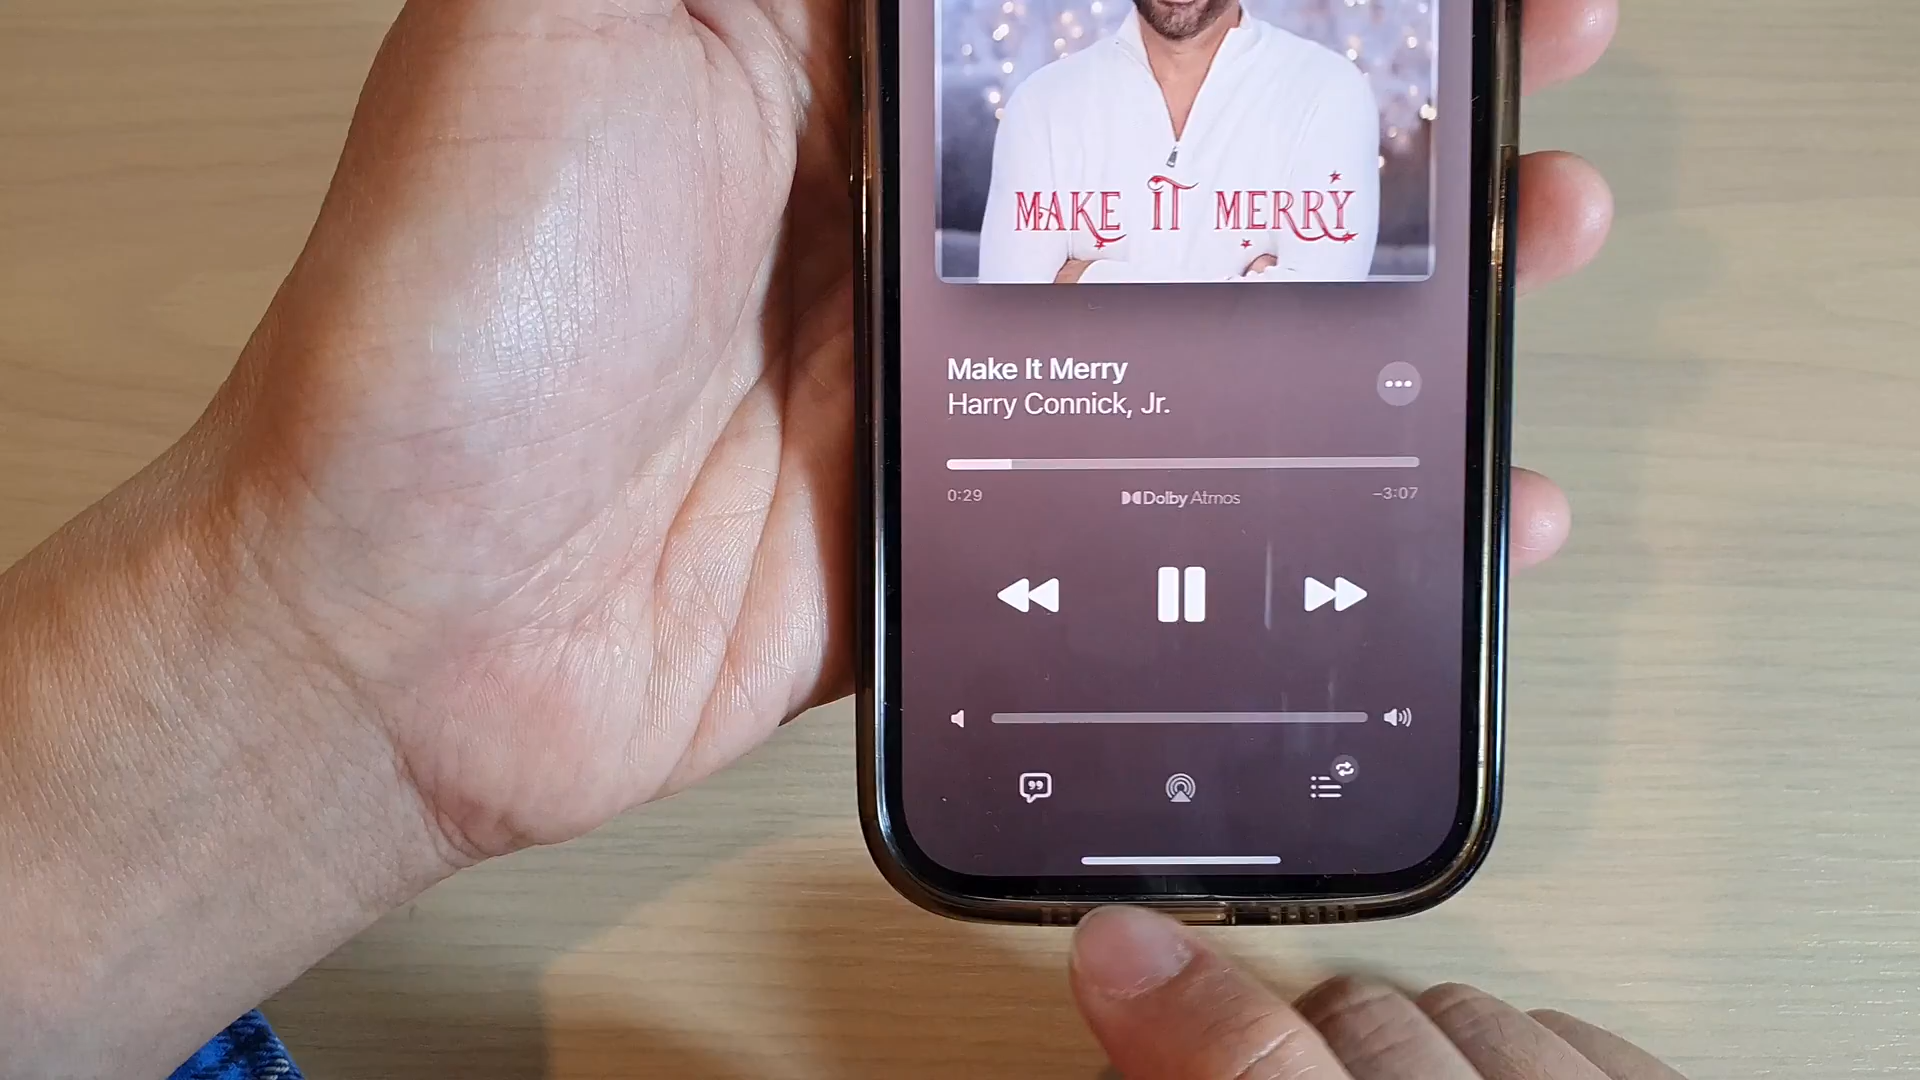 MAKE IT MERRY
Make It Merry
Harry Connick, Jr.
0:29
Dolby Atmos
-3:07